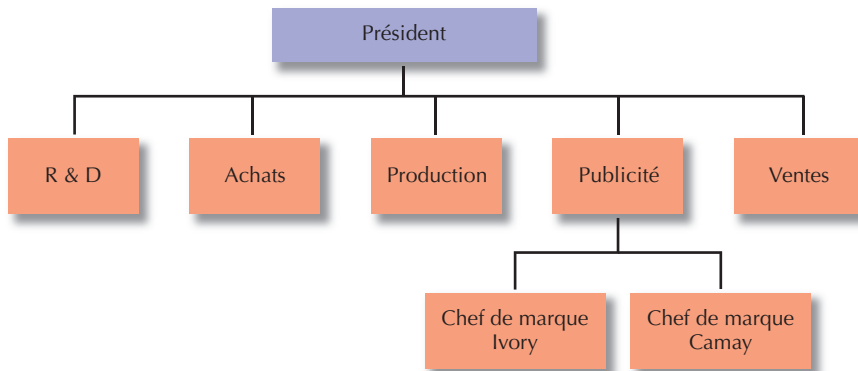 Président
R & D
Achats
Production
Publicité
Ventes
Chef de marque
Ivory
Chef de marque
Camay